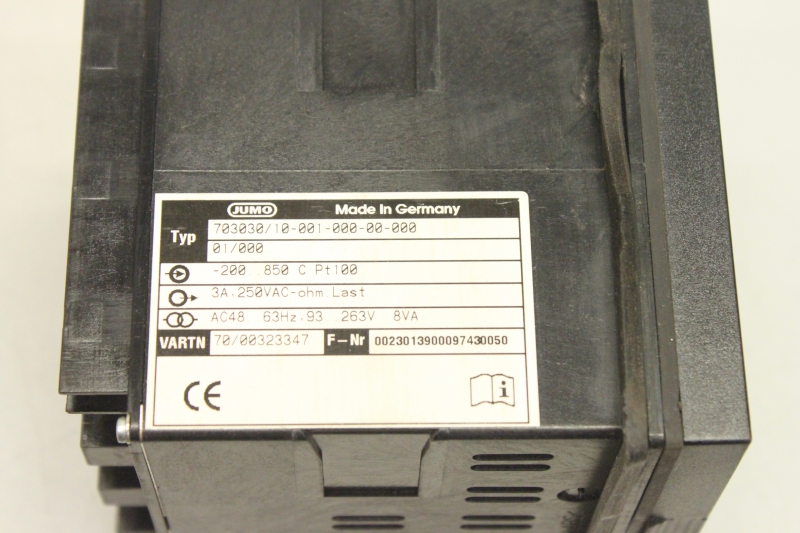 JUMO Made in Germany
Typ 703030/10-001-000-00-000
01/000
-200 ..850 C Pt100
3A.250VAC-ohm.Last
AC48 63Hz.93 .263V 8VA
VARTN 70/00323347 F-Nr 0023013900097430050
CE i